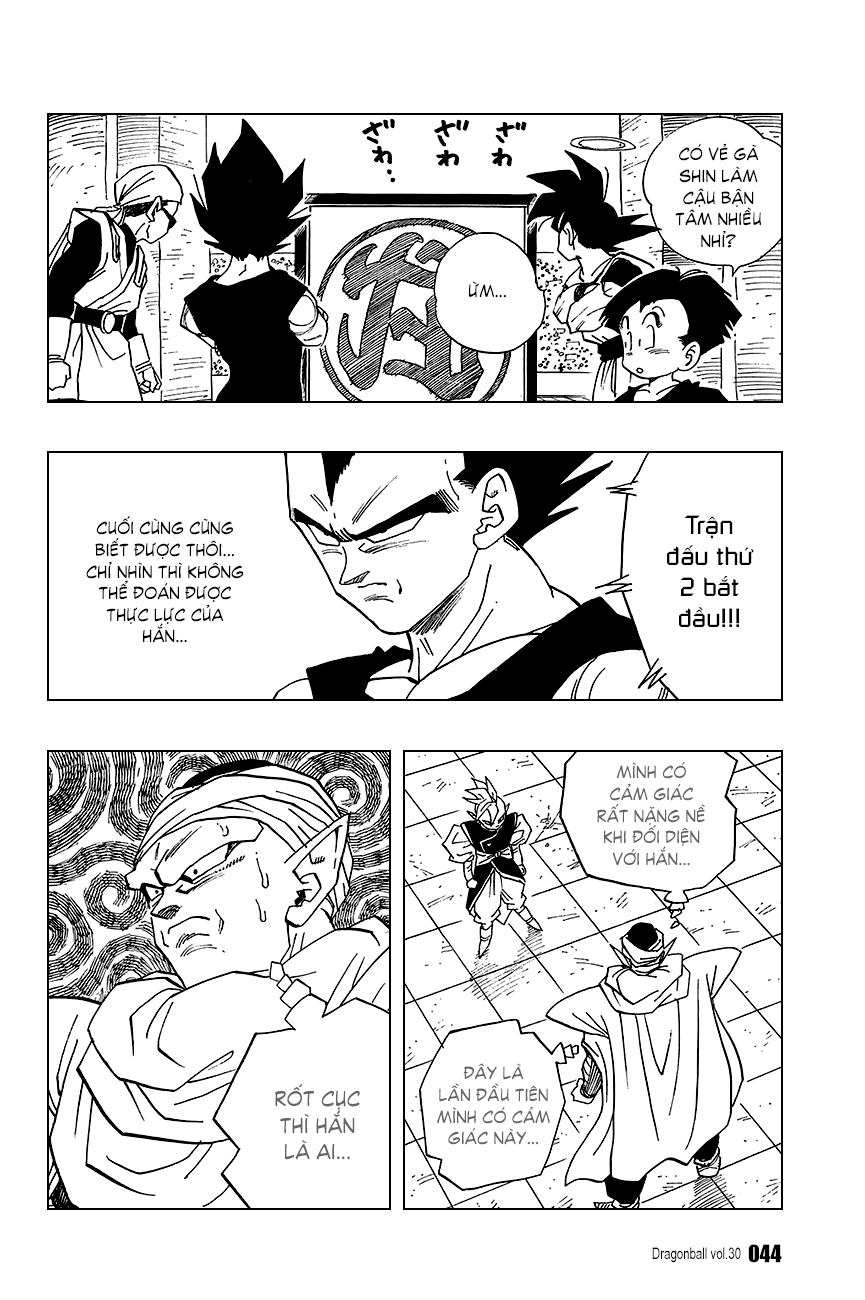 CÓ VẺ GÃ
SHIN LÀM
CẬU BẬN
TÂM NHIỀU
NHỈ?
ざわ
ざわ
ざわ..
ỪM...
Trận
đấu thứ
2 bắt
đầu!!!
CUỐI CÙNG CŨNG
BIẾT ĐƯỢC THÔI...
CHỈ NHÌN THÌ KHÔNG
THỂ ĐOÁN ĐƯỢC
THỰC LỰC CỦA
HẮN...
MÌNH CÓ
CẢM GIÁC
RẤT NẶNG NỀ
KHI ĐỐI DIỆN
VỚI HẮN...
ĐÂY LÀ
LẦN ĐẦU TIÊN
MÌNH CÓ CẢM
GIÁC NÀY...
RỐT CỤC
THÌ HẮN
LÀ AI...
Dragonball vol.30 044